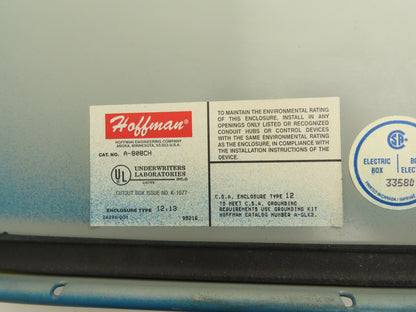 Hoffman®
HOFFMAN ENGINEERING COMPANY
ANOKA, MINNESOTA, 55303 U.S.A.
CAT. NO. A-808CH
UL
UNDERWRITERS
LABORATORIES
INC.®
LISTED
CUTOUT BOX ISSUE NO. K-1077
ENCLOSURE TYPE 12,13
99216
TO MAINTAIN THE ENVIRONMENTAL RATING
OF THIS ENCLOSURE, INSTALL IN ANY
OPENINGS ONLY LISTED OR RECOGNIZED
CONDUIT HUBS OR CONTROL DEVICES
WITH THE SAME ENVIRONMENTAL RATING
AS THE ENCLOSURE, IN COMPLIANCE WITH
THE INSTALLATION INSTRUCTIONS OF THE
DEVICE.
C.S.A. ENCLOSURE TYPE 12
TO MEET C.S.A. GROUNDING
REQUIREMENTS USE GROUNDING KIT
HOFFMAN CATALOG NUMBER A-GLK2.
SA
ELECTRIC
BOX
33580